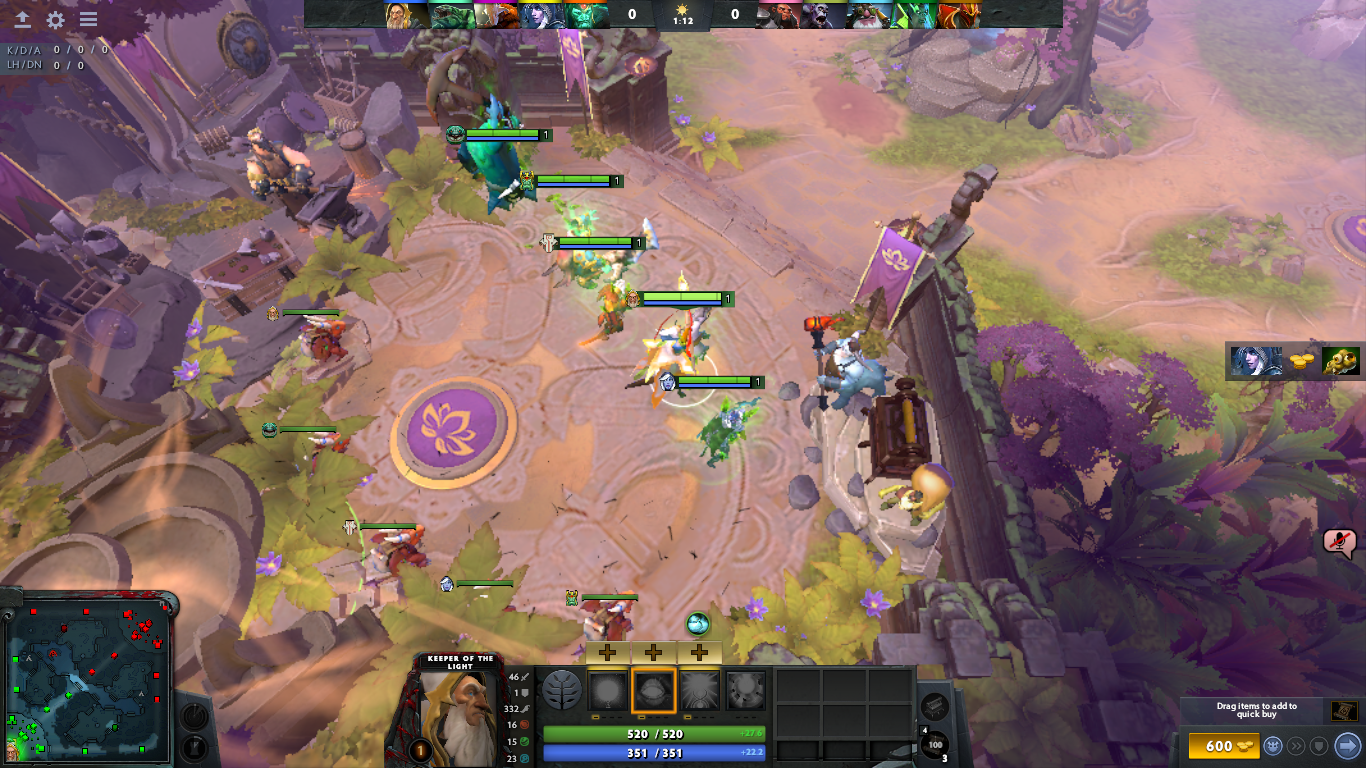 0
1:12
0
K/D/A 0 / 0 / 0
LH/DN 0 / 0
1
1
1
1
1
KEEPER OF THE
LIGHT
46
1
332
16
15
23
1
520 / 520
+27.6
351 / 351
+22.2
4
100
3
Drag items to add to
quick buy
600